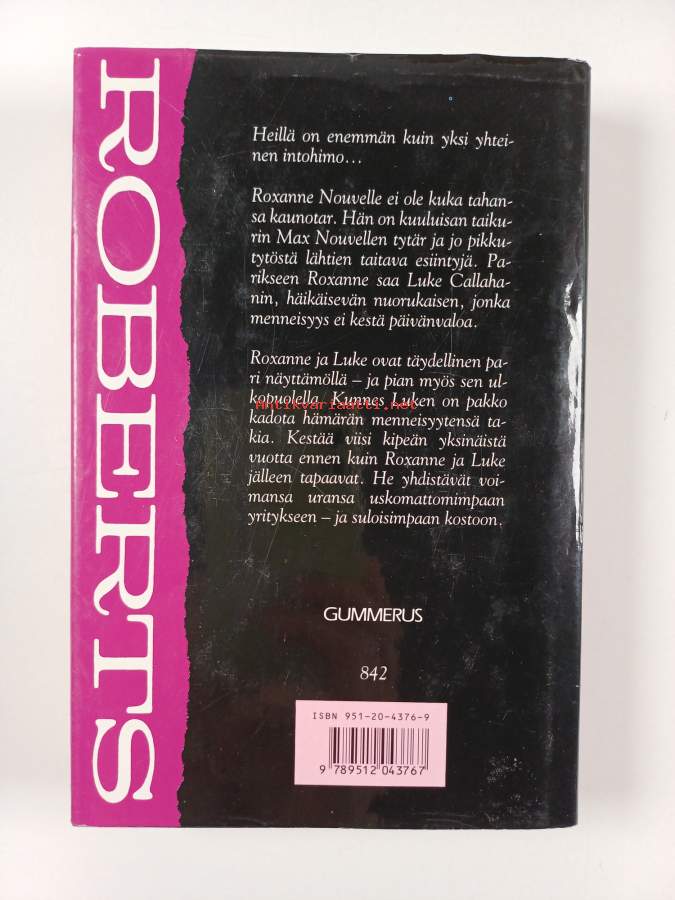 ROBERTS
Heillä on enemmän kuin yksi yhtei-
nen intohimo...
Roxanne Nouvelle ei ole kuka tahan-
sa kaunotar. Hän on kuuluisan taiku-
rin Max Nouvellen tytär ja jo pikku-
tytöstä lähtien taitava esiintyjä. Pa-
rikseen Roxanne saa Luke Callaha-
nin, häikäisevän nuorukaisen, jonka
menneisyys ei kestä päivänvaloa.
Roxanne ja Luke ovat täydellinen pa-
ri näyttämöllä – ja pian myös sen ul-
kopuolella. Kunnes Luken on pakko
Antikvariaatti.net
kadota hämärän menneisyytensä ta-
kia. Kestää viisi kipeän yksinäistä
vuotta ennen kuin Roxanne ja Luke
jälleen tapaavat. He yhdistävät voi-
mansa uransa uskomattomimpaan
yritykseen – ja suloisimpaan kostoon.
GUMMERUS
842
ISBN 951-20-4376-9
9 789512 043767